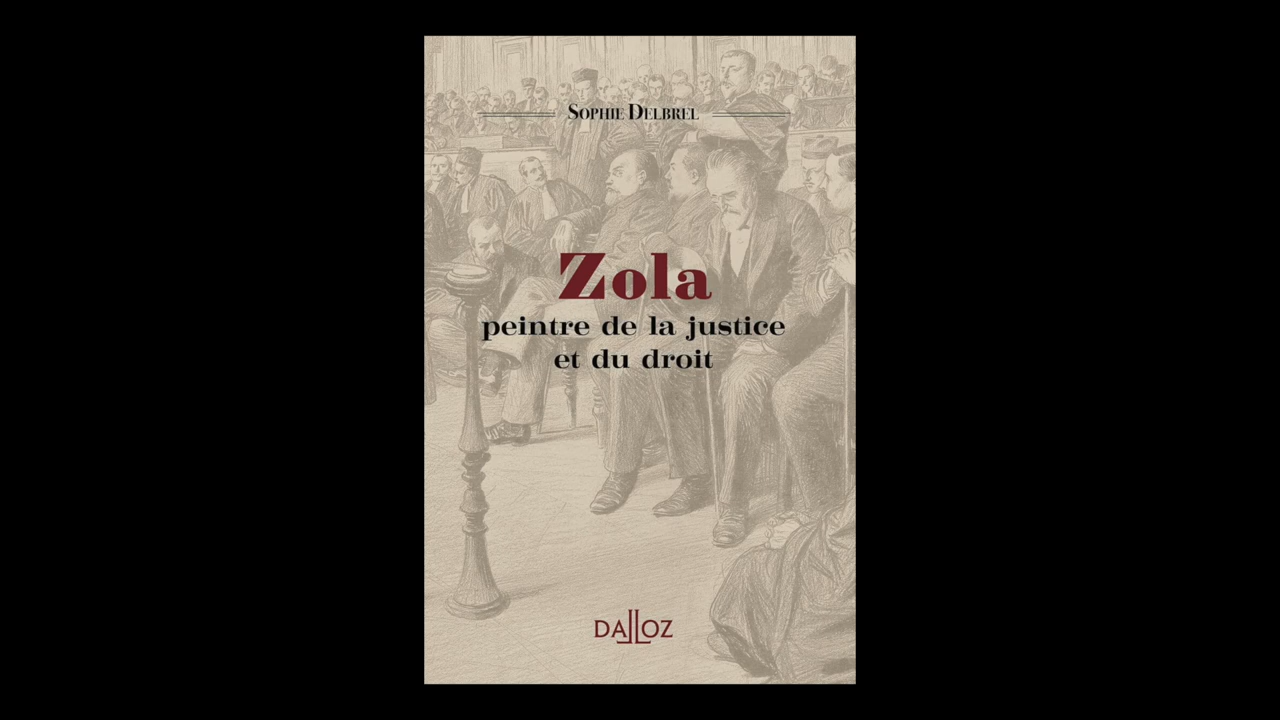 Sophie Delbrel
Zola
peintre de la justice
et du droit
DALLOZ